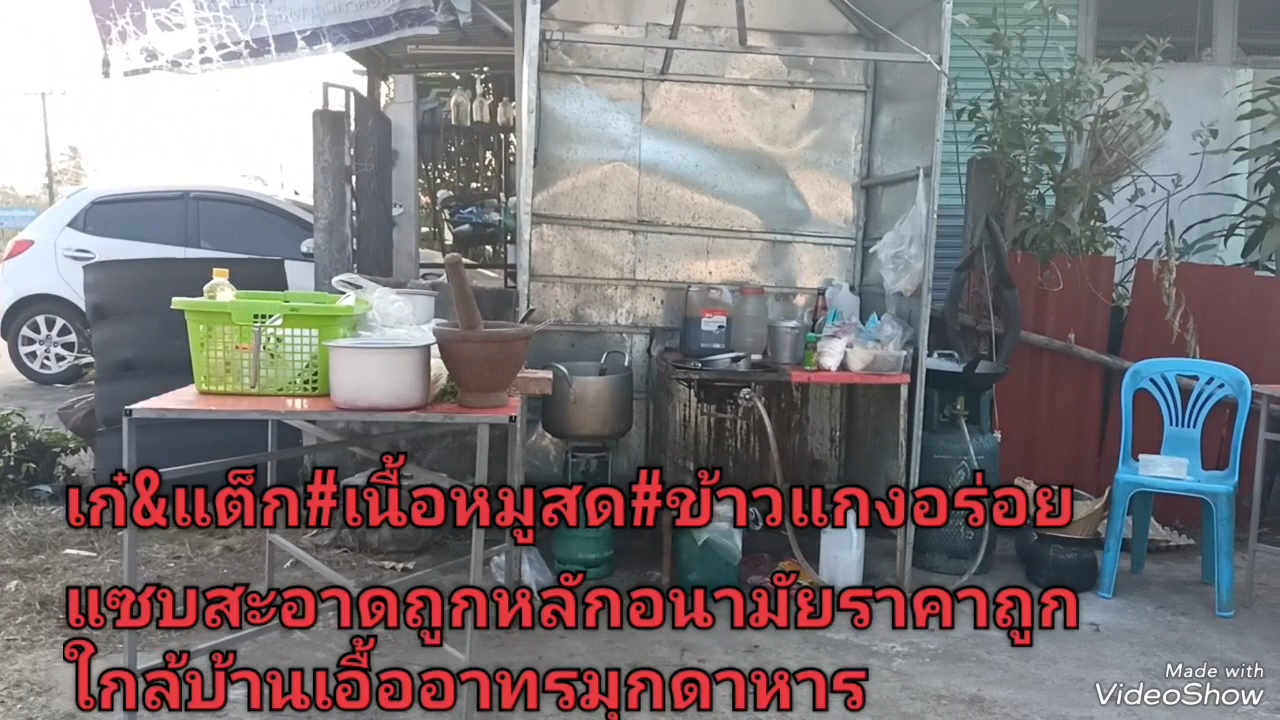 เก๋&แต็ก#เนื้อหมูสด#ข้าวแกงอร่อย
แซบสะอาดถูกหลักอนามัยราคาถูก
ใกล้บ้านเอื้ออาทรมุกดาหาร
Made with
VideoShow